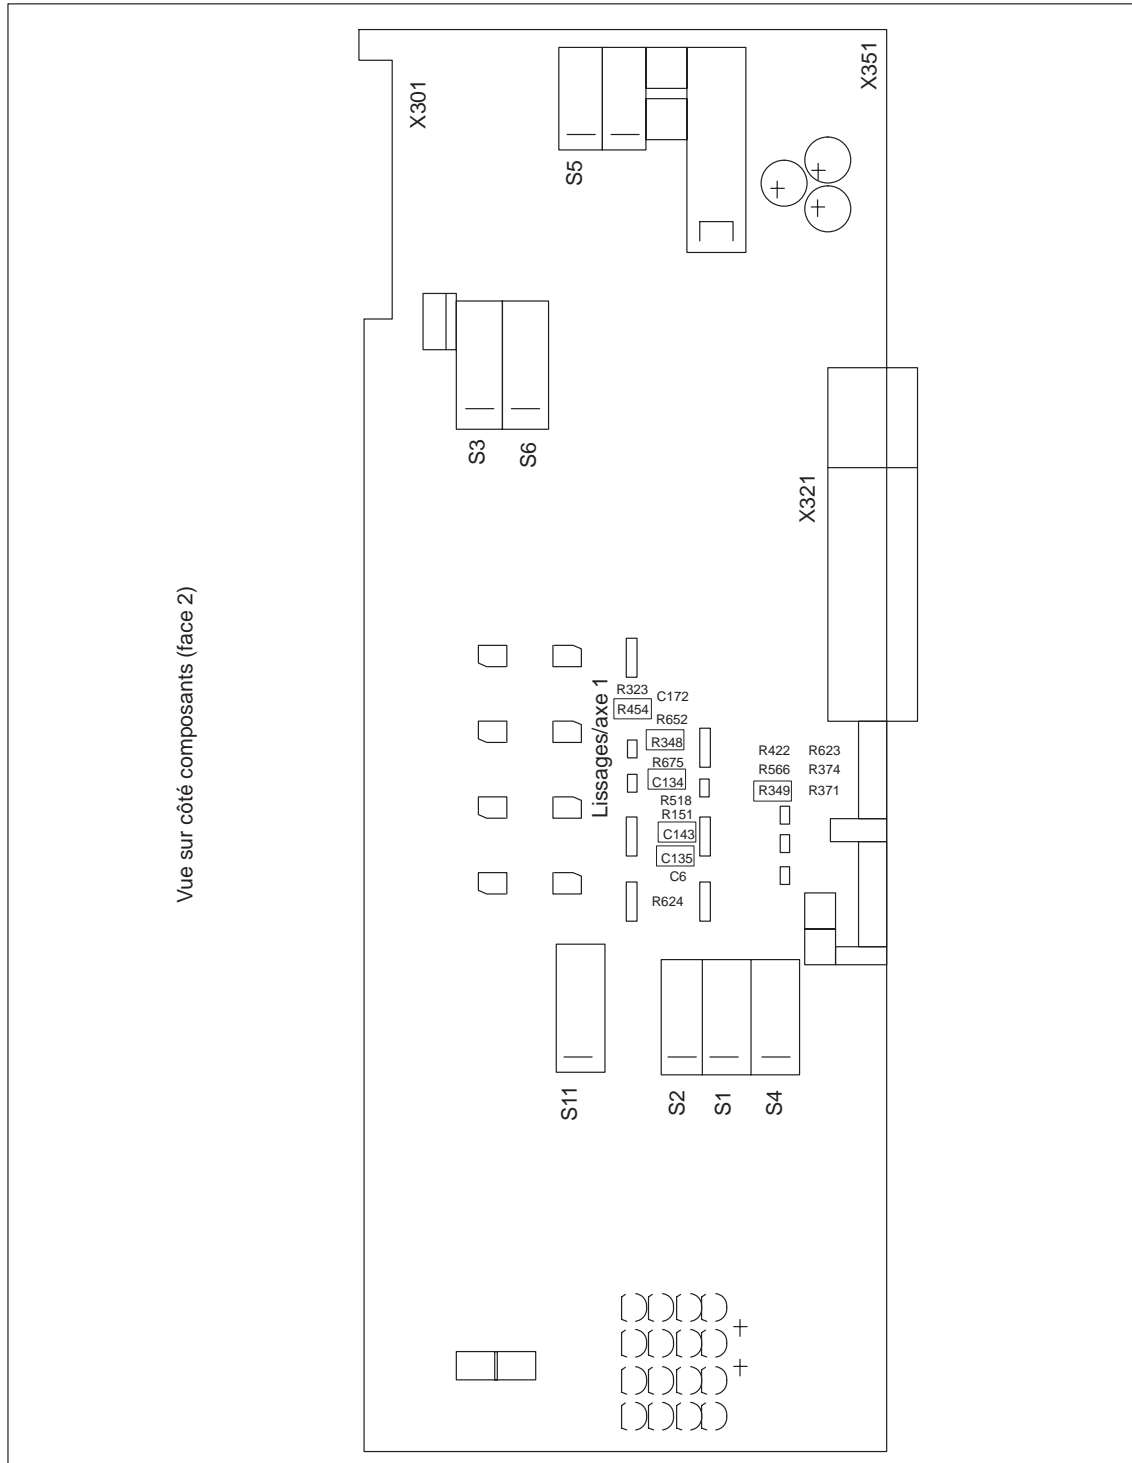 X301
X351
S5
S3
S6
X321
Vue sur côté composants (face 2)
Lissages/axe 1
R323
C172
R454
R652
R348
R675
C134
R518
R151
C143
C135
C6
R624
R422
R623
R566
R374
R349
R371
S11
S2
S1
S4